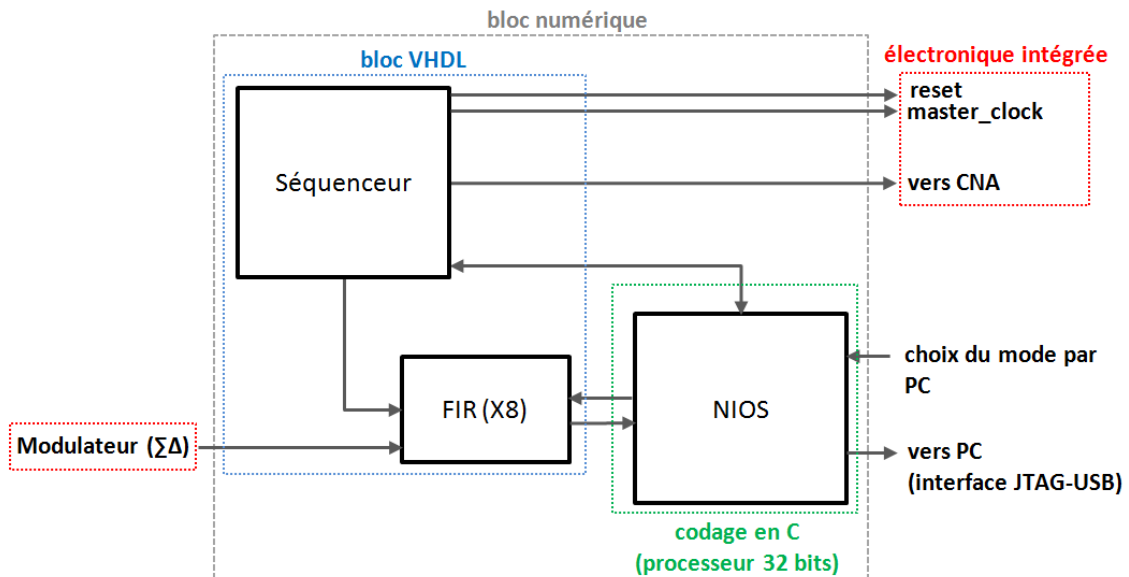 bloc numérique
bloc VHDL
électronique intégrée
reset
master_clock
Séquenceur
vers CNA
choix du mode par
PC
FIR (X8)
NIOS
Modulateur (∑Δ)
vers PC
(interface JTAG-USB)
codage en C
(processeur 32 bits)